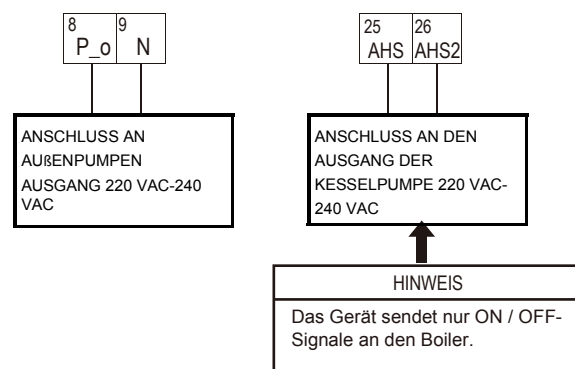 8 9
P_o N
25 26
AHS AHS2
ANSCHLUSS AN
AUßENPUMPEN
AUSGANG 220 VAC-240
VAC
ANSCHLUSS AN DEN
AUSGANG DER
KESSELPUMPE 220 VAC-
240 VAC
HINWEIS
Das Gerät sendet nur ON / OFF-
Signale an den Boiler.